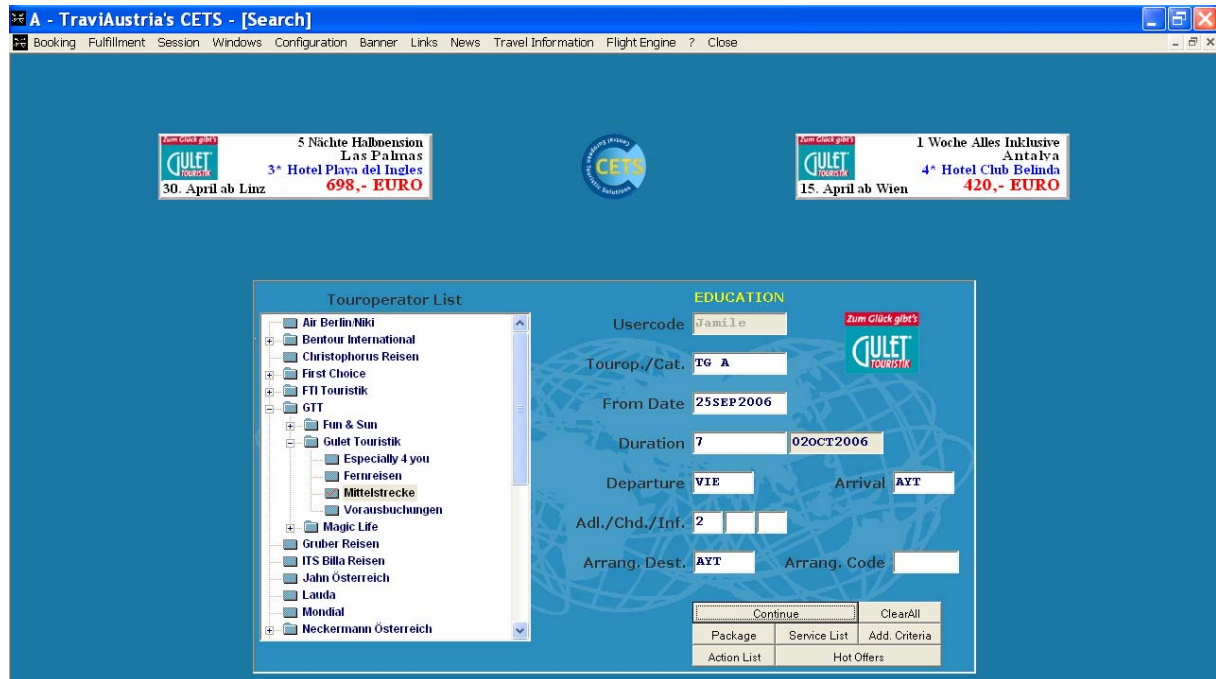 A - TraviAustria's CETS - [Search]
Booking Fulfillment Session Windows Configuration Banner Links News Travel Information Flight Engine ? Close
Zum Glück gibt's
GULET
TOURISTIK
5 Nächte Halbpension
Las Palmas
3* Hotel Playa del Ingles
30. April ab Linz 698,- EURO
Central European
CETS
Touristic Solutions
Zum Glück gibt's
GULET
TOURISTIK
1 Woche Alles Inklusive
Antalya
4* Hotel Club Belinda
15. April ab Wien 420,- EURO
Touroperator List
Air Berlin/Niki
Bentour International
Christophorus Reisen
First Choice
FTI Touristik
GTT
Fun & Sun
Gulet Touristik
Especially 4 you
Fernreisen
Mittelstrecke
Vorausbuchungen
Magic Life
Gruber Reisen
ITS Billa Reisen
Jahn Österreich
Lauda
Mondial
Neckermann Österreich
EDUCATION
Usercode Jamile
Zum Glück gibt's
GULET
TOURISTIK
Tourop./Cat. TG A
From Date 25SEP2006
Duration 7 02OCT2006
Departure VIE Arrival AYT
Adl./Chd./Inf. 2
Arrang. Dest. AYT Arrang. Code
Continue ClearAll
Package Service List Add. Criteria
Action List Hot Offers